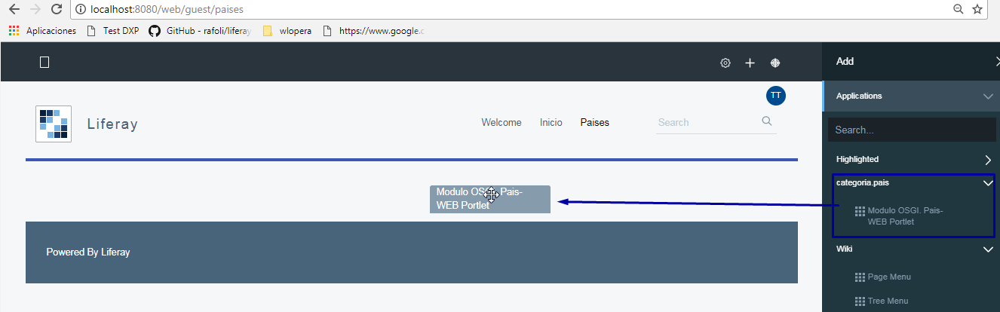 localhost:8080/web/guest/paises
Aplicaciones Test DXP GitHub - rafoli/liferay wlopera https://www.google.c
Add
TT
Applications
Liferay
Welcome Inicio Paises Search
Search...
Highlighted
categoria.pais
Modulo OSGI. Pais-
WEB Portlet
Modulo OSGI. Pais-
WEB Portlet
Powered By Liferay
Wiki
Page Menu
Tree Menu